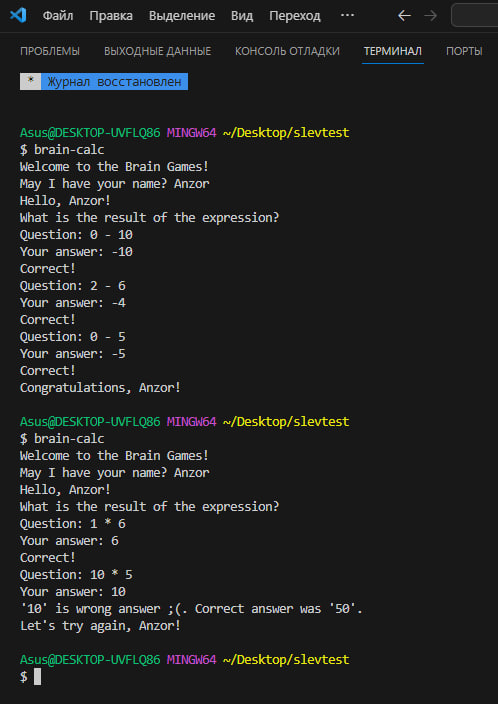 Файл Правка Выделение Вид Переход ···
ПРОБЛЕМЫ ВЫХОДНЫЕ ДАННЫЕ КОНСОЛЬ ОТЛАДКИ ТЕРМИНАЛ ПОРТЫ
* Журнал восстановлен
Asus@DESKTOP-UVFLQ86 MINGW64 ~/Desktop/slevtest
$ brain-calc
Welcome to the Brain Games!
May I have your name? Anzor
Hello, Anzor!
What is the result of the expression?
Question: 0 - 10
Your answer: -10
Correct!
Question: 2 - 6
Your answer: -4
Correct!
Question: 0 - 5
Your answer: -5
Correct!
Congratulations, Anzor!
Asus@DESKTOP-UVFLQ86 MINGW64 ~/Desktop/slevtest
$ brain-calc
Welcome to the Brain Games!
May I have your name? Anzor
Hello, Anzor!
What is the result of the expression?
Question: 1 * 6
Your answer: 6
Correct!
Question: 10 * 5
Your answer: 10
'10' is wrong answer ;(. Correct answer was '50'.
Let's try again, Anzor!
Asus@DESKTOP-UVFLQ86 MINGW64 ~/Desktop/slevtest
$